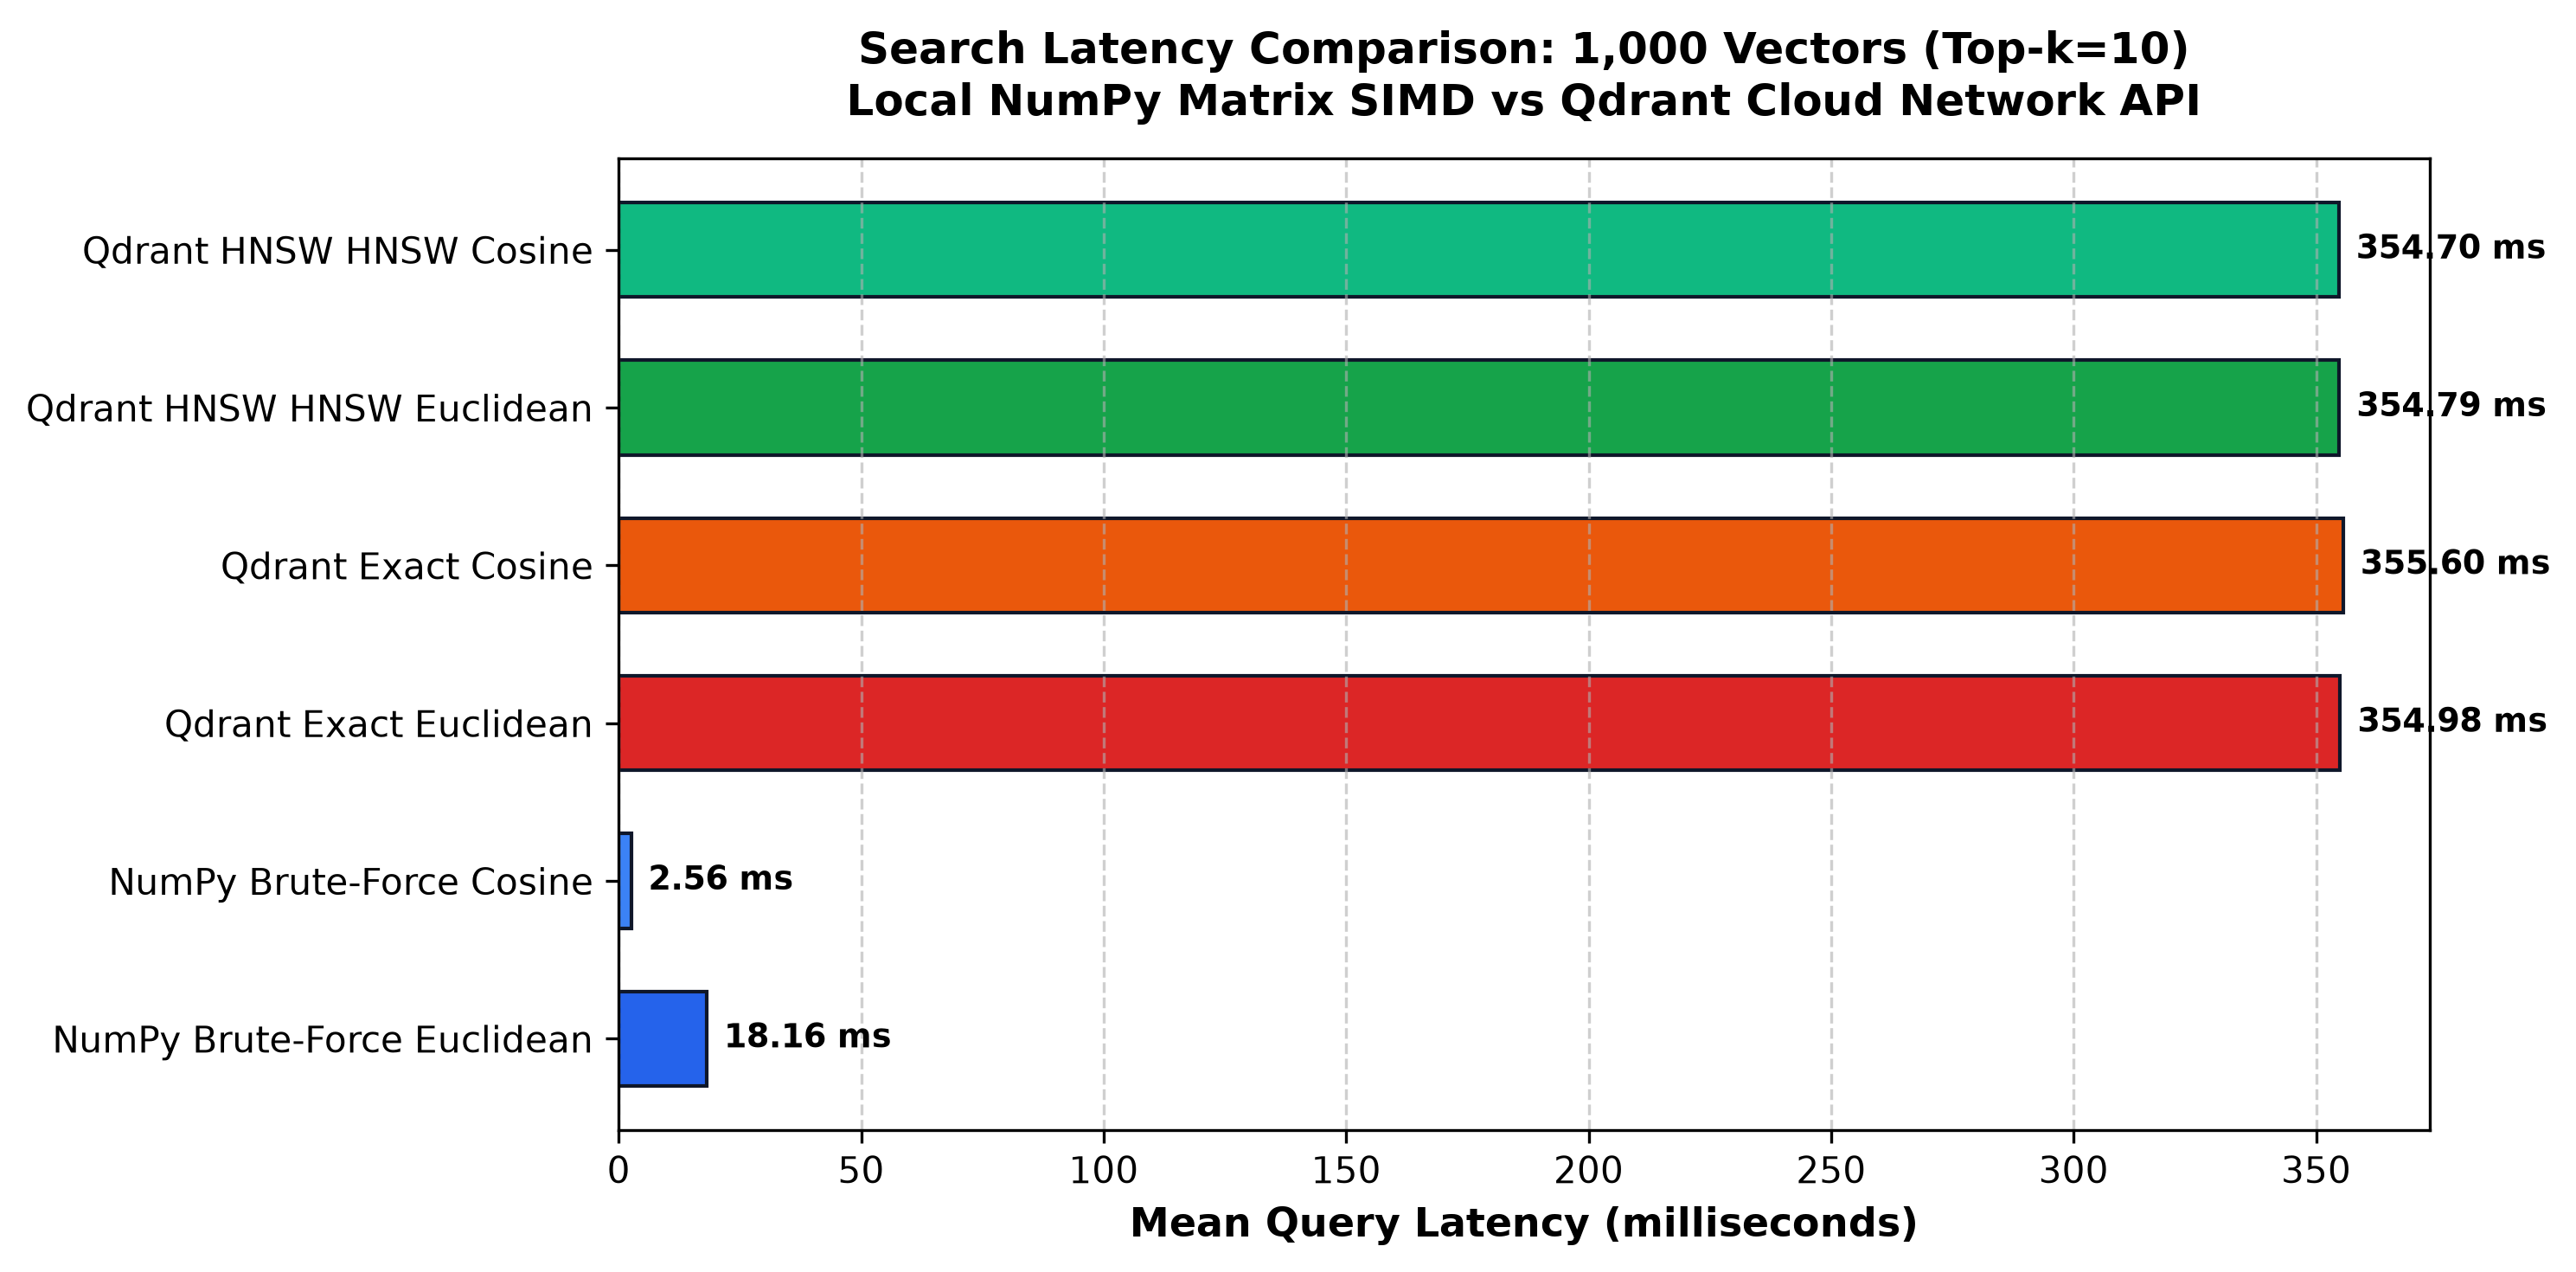 Search Latency Comparison: 1,000 Vectors (Top-k=10)
Local NumPy Matrix SIMD vs Qdrant Cloud Network API
Qdrant HNSW HNSW Cosine
354.70 ms
Qdrant HNSW HNSW Euclidean
354.79 ms
Qdrant Exact Cosine
355.60 ms
Qdrant Exact Euclidean
354.98 ms
NumPy Brute-Force Cosine
2.56 ms
NumPy Brute-Force Euclidean
18.16 ms
0 50 100 150 200 250 300 350
Mean Query Latency (milliseconds)